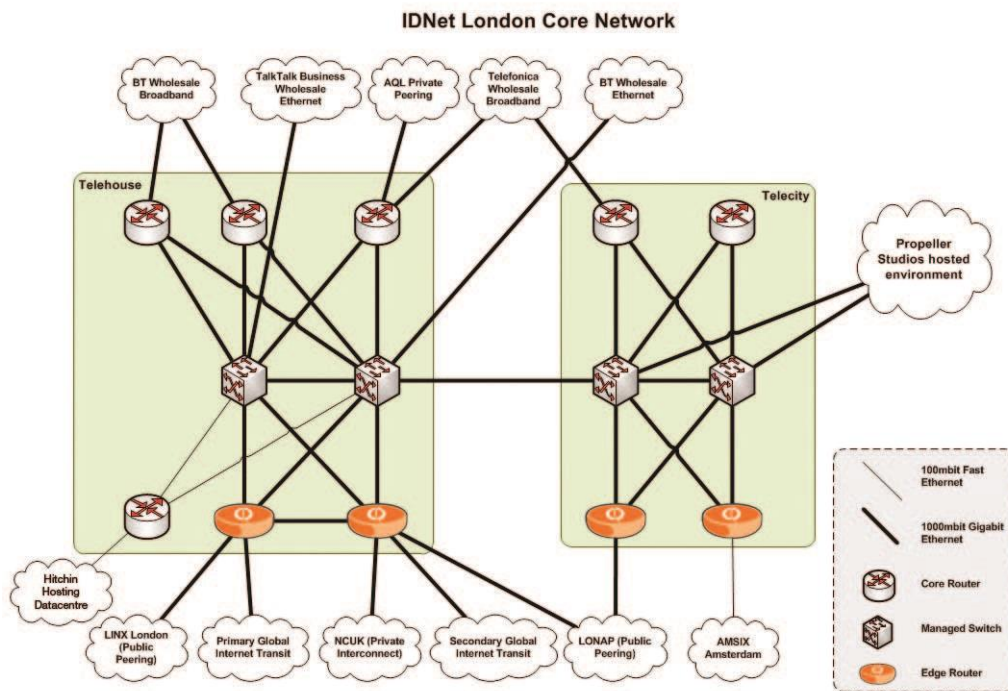 IDNet London Core Network
BT Wholesale
Broadband
TalkTalk Business
Wholesale
Ethernet
AQL Private
Peering
Telefonica
Wholesale
Broadband
BT Wholesale
Ethernet
Telehouse
Telecity
Propeller
Studios hosted
environment
Hitchin
Hosting
Datacentre
LINX London
(Public
Peering)
Primary Global
Internet Transit
NCUK (Private
Interconnect)
Secondary Global
Internet Transit
LONAP (Public
Peering)
AMSIX
Amsterdam
100mbit Fast
Ethernet
1000mbit Gigabit
Ethernet
Core Router
Managed Switch
Edge Router